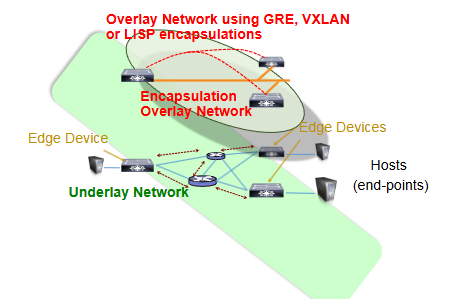 Overlay Network using GRE, VXLAN
or LISP encapsulations
Encapsulation
Overlay Network
Edge Device
Edge Devices
Hosts
(end-points)
Underlay Network